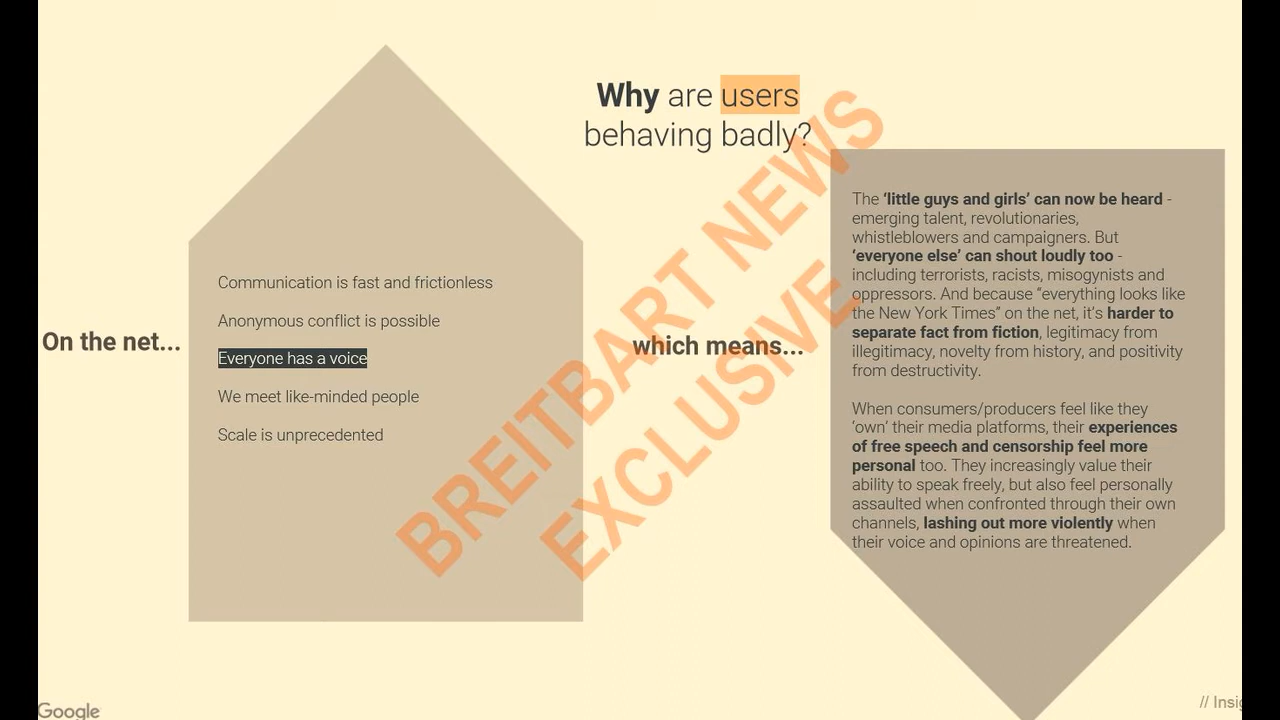 Why are users
behaving badly?
On the net...
Communication is fast and frictionless
Anonymous conflict is possible
Everyone has a voice
We meet like-minded people
Scale is unprecedented
which means...
The ‘little guys and girls’ can now be heard -
emerging talent, revolutionaries,
whistleblowers and campaigners. But
‘everyone else’ can shout loudly too -
including terrorists, racists, misogynists and
oppressors. And because “everything looks like
the New York Times” on the net, it’s harder to
separate fact from fiction, legitimacy from
illegitimacy, novelty from history, and positivity
from destructivity.
When consumers/producers feel like they
‘own’ their media platforms, their experiences
of free speech and censorship feel more
personal too. They increasingly value their
ability to speak freely, but also feel personally
assaulted when confronted through their own
channels, lashing out more violently when
their voice and opinions are threatened.
BREITBART NEWS
EXCLUSIVE
Google
// Insig